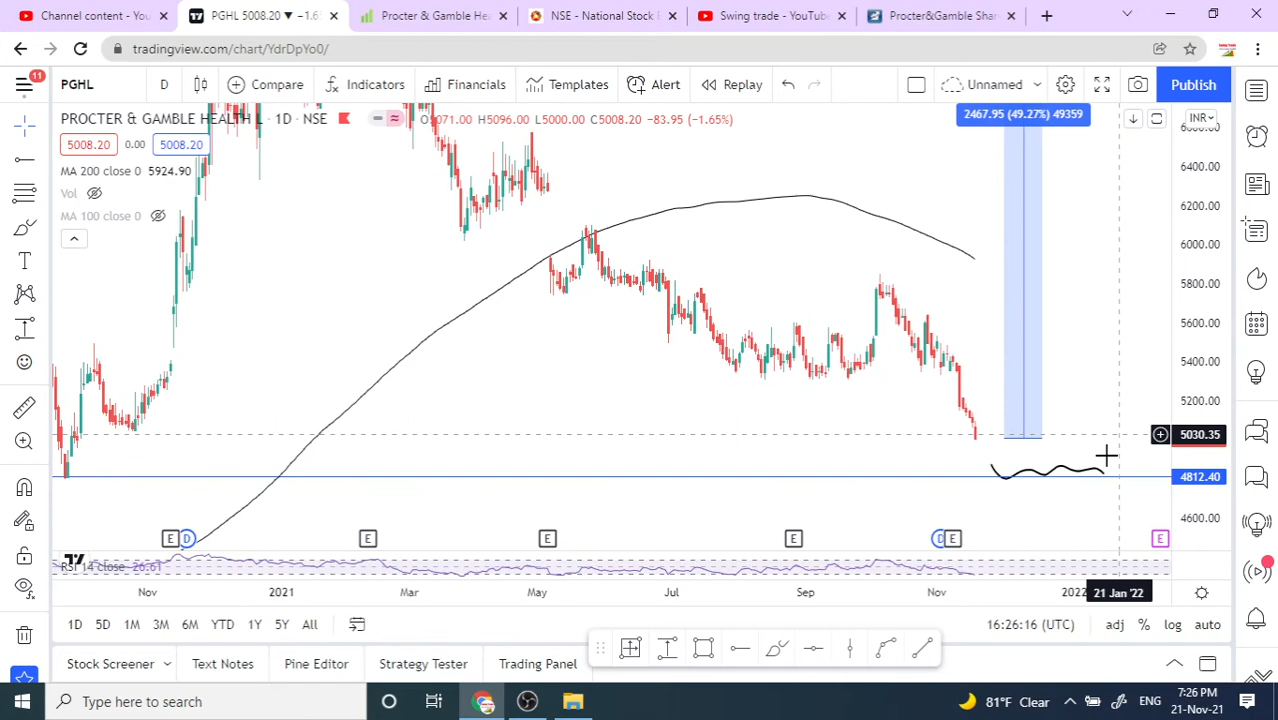 Channel content - You
PGHL 5008.20 ▼ −1.6
Procter & Gamble Hea
NSE - National Stock E
Swing trade - YouTube
Procter&Gamble Shar
tradingview.com/chart/YdrDpYo0/
11
PGHL
D
Compare
Indicators
Financials
Templates
Alert
Replay
Unnamed
Publish
PROCTER & GAMBLE HEALTH L · 1D · NSE
O5071.00 H5096.00 L5000.00 C5008.20 −83.95 (−1.65%)
2467.95 (49.27%) 49359
INR
5008.20
0.00
5008.20
MA 200 close 0 5924.90
Vol
MA 100 close 0
6600.00
6400.00
6200.00
6000.00
5800.00
5600.00
5400.00
5200.00
5030.35
4812.40
4600.00
E
D
E
E
E
D
E
E
RSI 14 close 26.61
Nov
2021
Mar
May
Jul
Sep
Nov
2022
21 Jan '22
1D
5D
1M
3M
6M
YTD
1Y
5Y
All
16:26:16 (UTC)
adj
%
log
auto
Stock Screener
Text Notes
Pine Editor
Strategy Tester
Trading Panel
Type here to search
81°F Clear
ENG
7:26 PM
21-Nov-21